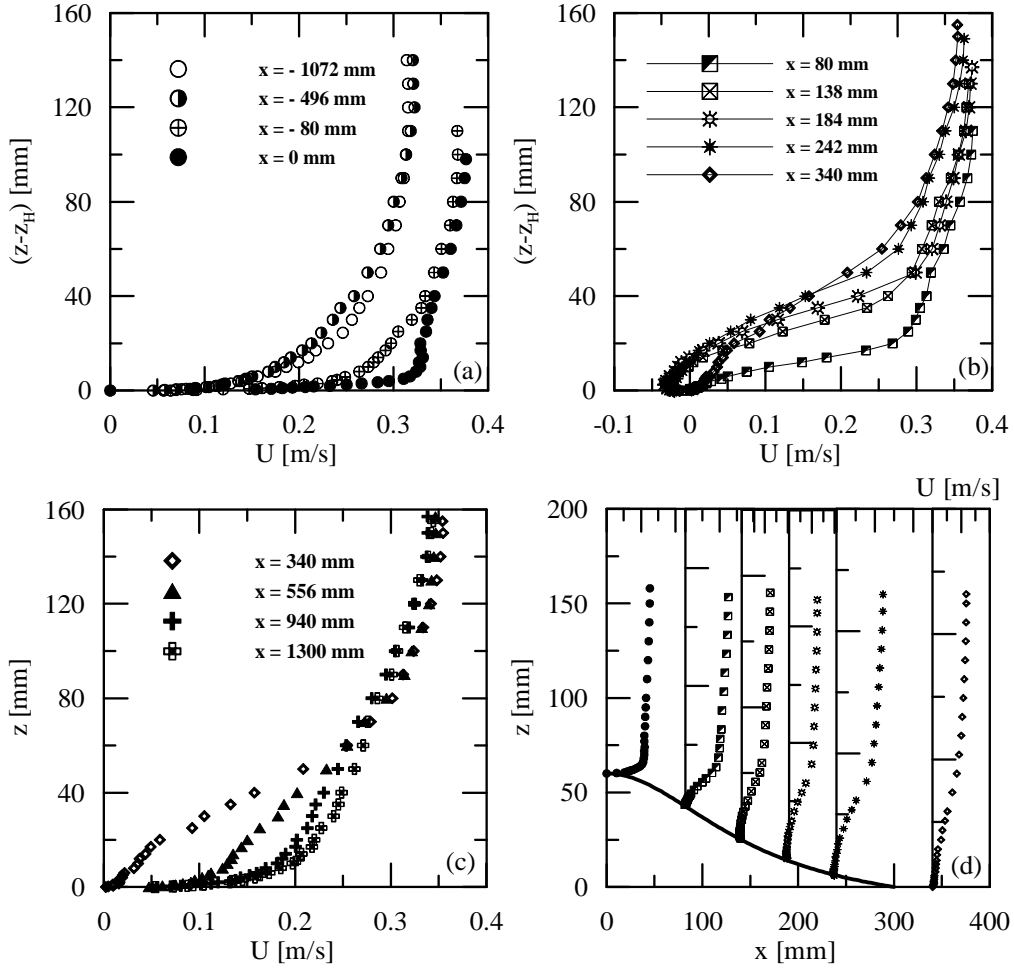 160
120
80
40
0
(z-z_H) [mm]
x = - 1072 mm
x = - 496 mm
x = - 80 mm
x = 0 mm
(a)
0 0.1 0.2 0.3 0.4
U [m/s]
160
120
80
40
0
(z-z_H) [mm]
x = 80 mm
x = 138 mm
x = 184 mm
x = 242 mm
x = 340 mm
(b)
-0.1 0 0.1 0.2 0.3 0.4
U [m/s]
160
120
80
40
0
z [mm]
x = 340 mm
x = 556 mm
x = 940 mm
x = 1300 mm
(c)
0 0.1 0.2 0.3 0.4
U [m/s]
U [m/s]
200
150
100
50
0
z [mm]
(d)
0 100 200 300 400
x [mm]